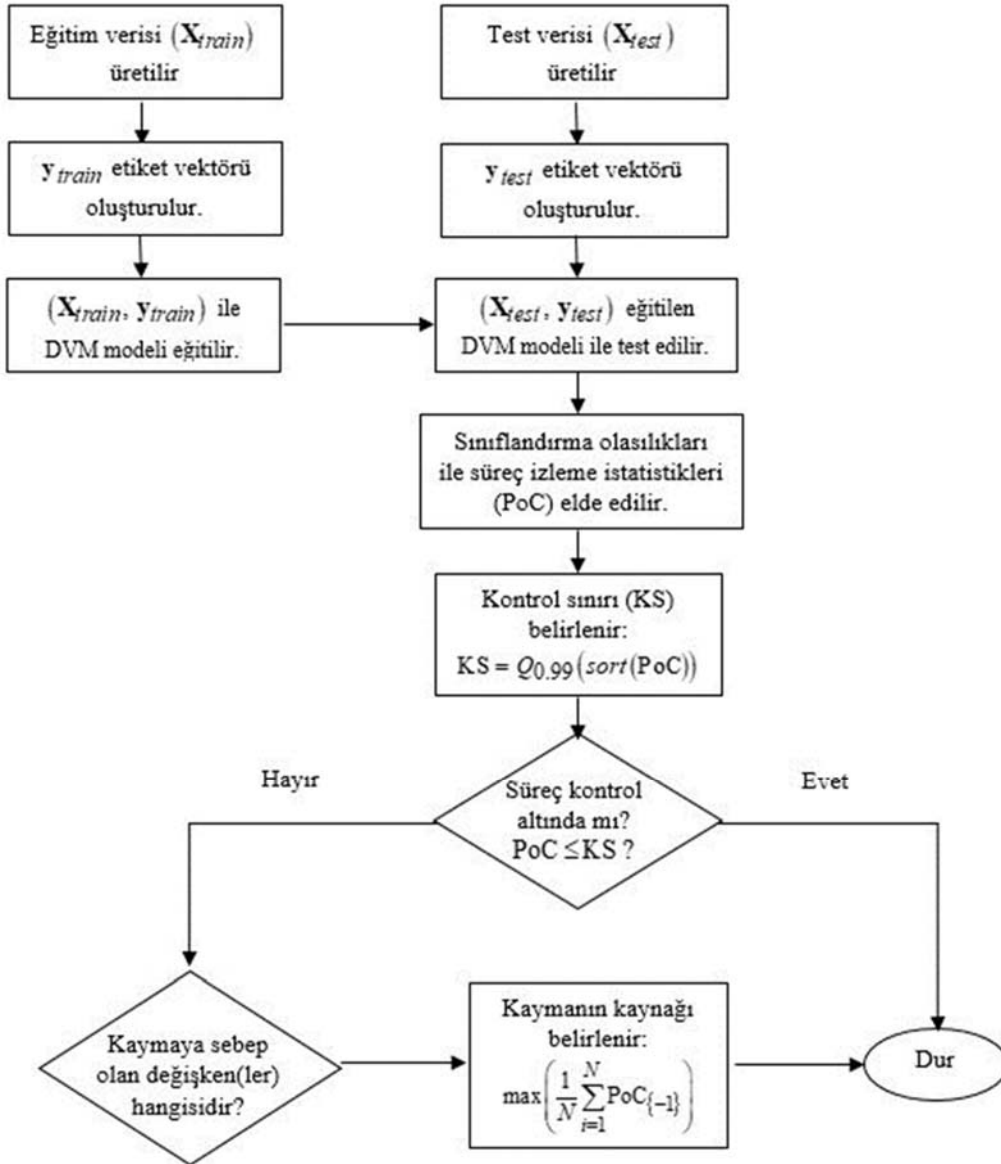 Eğitim verisi (X_train)
üretilir
Test verisi (X_test)
üretilir
y_train etiket vektörü
oluşturulur.
y_test etiket vektörü
oluşturulur.
(X_train, y_train) ile
DVM modeli eğitilir.
(X_test, y_test) eğitilen
DVM modeli ile test edilir.
Sınıflandırma olasılıkları
ile süreç izleme istatistikleri
(PoC) elde edilir.
Kontrol sınırı (KS)
belirlenir:
KS = Q_0.99(sort(PoC))
Hayır
Evet
Süreç kontrol
altında mı?
PoC ≤KS ?
Kaymaya sebep
olan değişken(ler)
hangisidir?
Kaymanın kaynağı
belirlenir:
max(1/N ∑_{i=1}^{N} PoC_{{-1}})
Dur